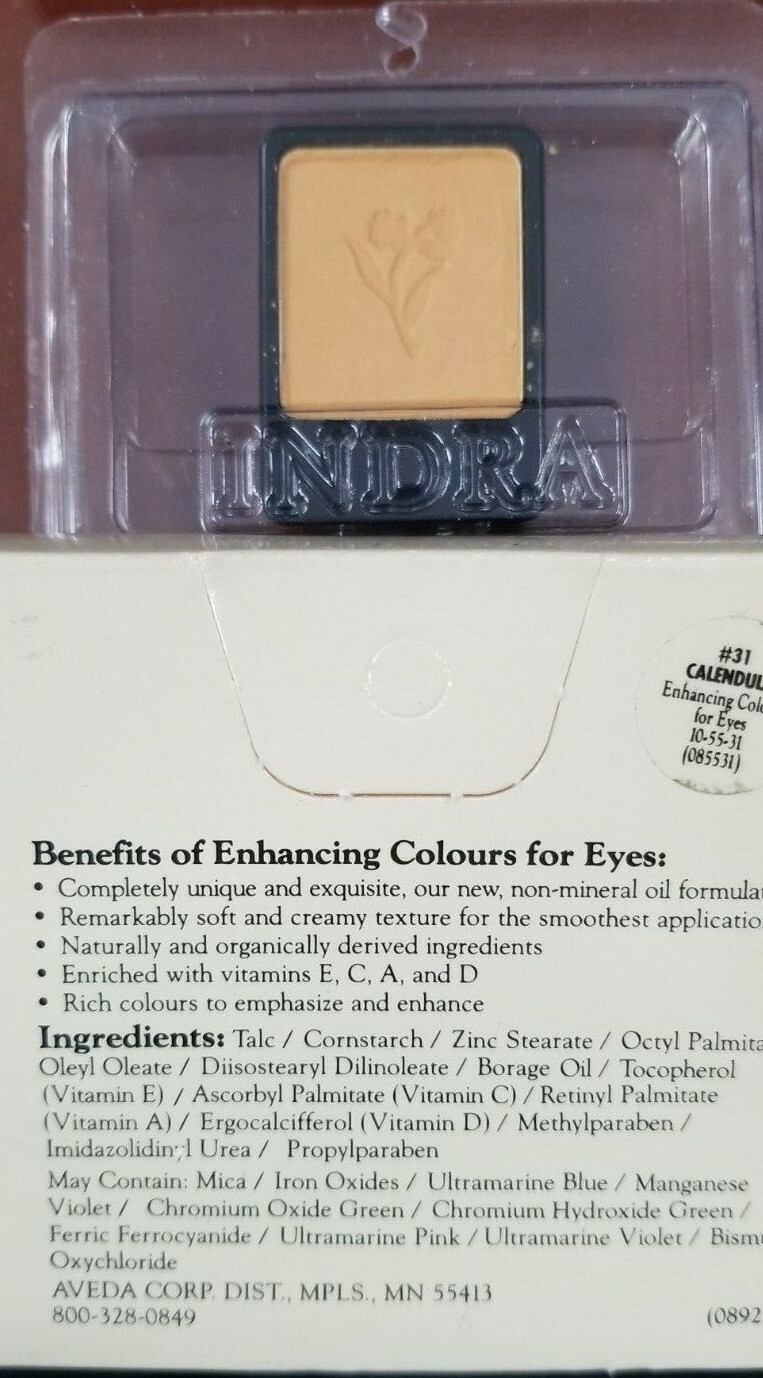 INDRA
#31
CALENDUL
Enhancing Colo
for Eyes
10-55-31
(085531)
Benefits of Enhancing Colours for Eyes:
• Completely unique and exquisite, our new, non-mineral oil formula
• Remarkably soft and creamy texture for the smoothest applicatio
• Naturally and organically derived ingredients
• Enriched with vitamins E, C, A, and D
• Rich colours to emphasize and enhance
Ingredients: Talc / Cornstarch / Zinc Stearate / Octyl Palmita
Oleyl Oleate / Diisostearyl Dilinoleate / Borage Oil / Tocopherol
(Vitamin E) / Ascorbyl Palmitate (Vitamin C) / Retinyl Palmitate
(Vitamin A) / Ergocalcifferol (Vitamin D) / Methylparaben /
Imidazolidinyl Urea / Propylparaben
May Contain: Mica / Iron Oxides / Ultramarine Blue / Manganese
Violet / Chromium Oxide Green / Chromium Hydroxide Green /
Ferric Ferrocyanide / Ultramarine Pink / Ultramarine Violet / Bism
Oxychloride
AVEDA CORP. DIST., MPLS., MN 55413
800-328-0849
(0892